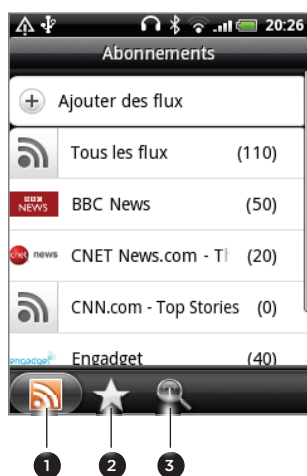 20:26
Abonnements
Ajouter des flux
Tous les flux (110)
BBC NEWS BBC News (50)
cnet news CNET News.com - Th (20)
CNN.com - Top Stories (0)
engadget Engadget (40)
1 2 3